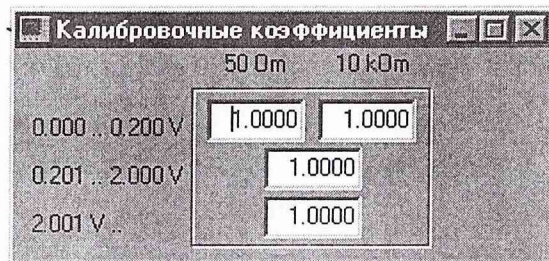 Калибровочные коэффициенты
50 Om 10 kOm
0.000 .. 0.200 V 1.0000 1.0000
0.201 .. 2.000 V 1.0000
2.001 V .. 1.0000